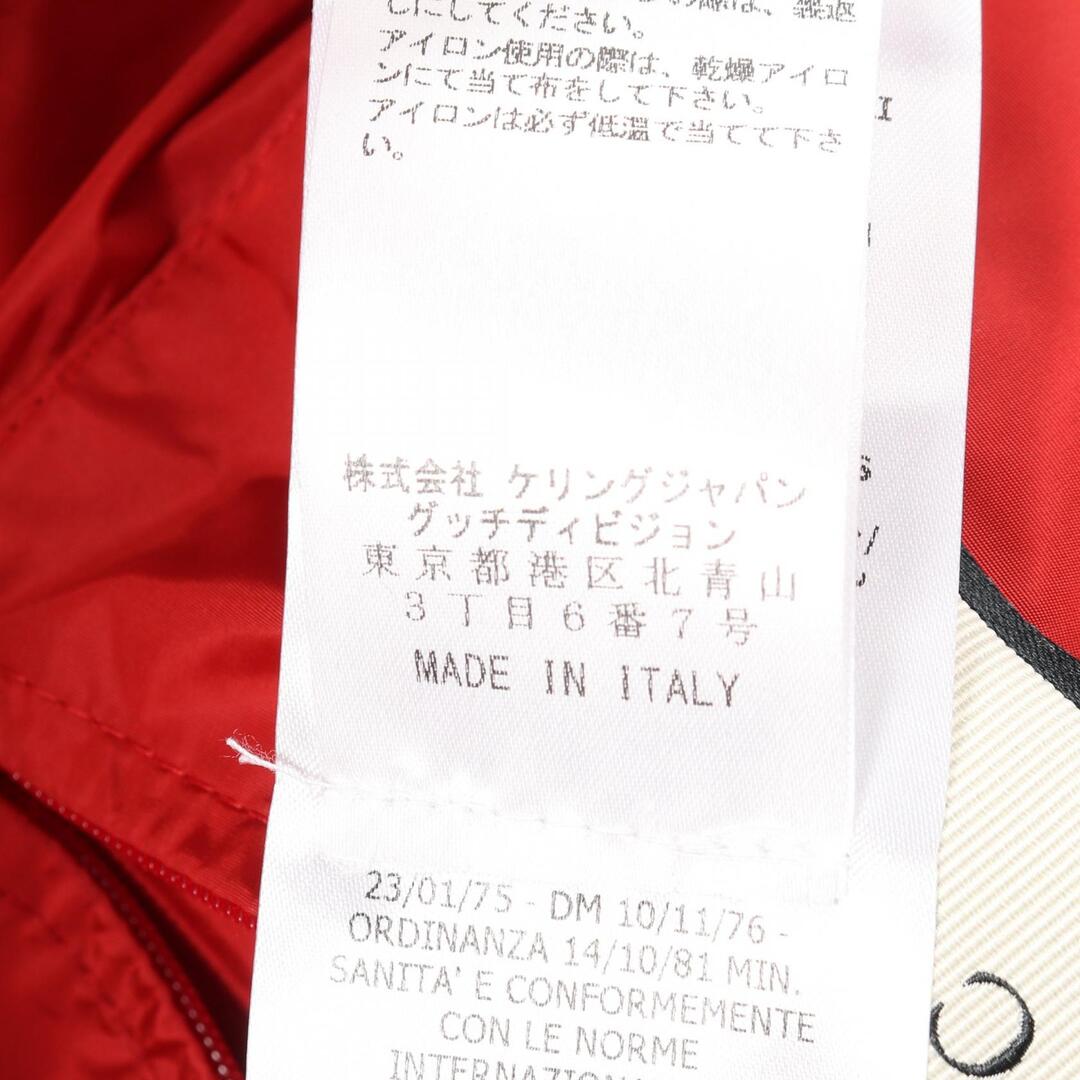 しにしてください。
アイロン使用の際は、乾燥アイロ
ンにて当て布をして下さい。
アイロンは必ず低温で当てて下さ
い。
株式会社 ケリングジャパン
グッチディビジョン
東京都港区北青山
3丁目6番7号
MADE IN ITALY
23/01/75 - DM 10/11/76 -
ORDINANZA 14/10/81 MIN.
SANITA' E CONFORMEMENTE
CON LE NORME